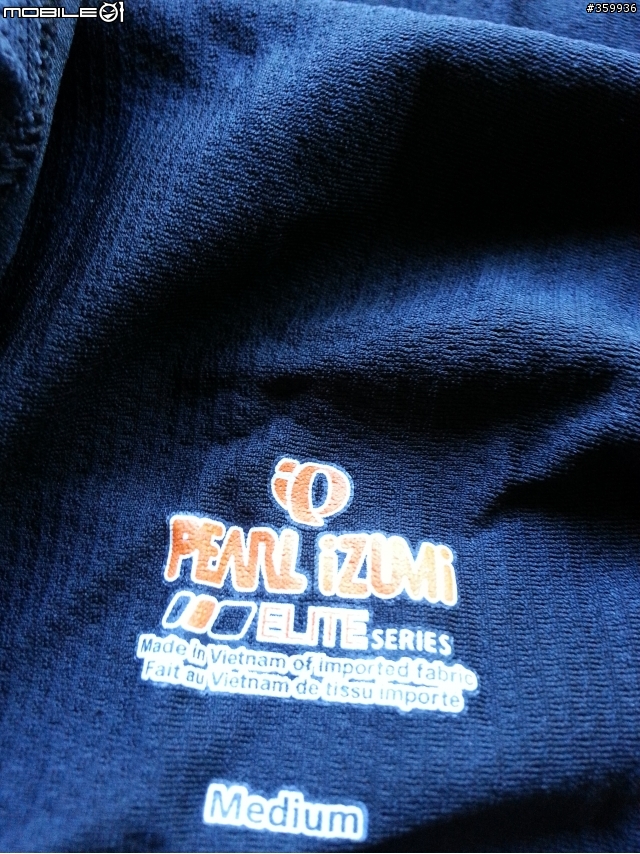 MOBILE01
#359936
PEARL iZUMi
ELITE SERIES
Made in Vietnam of imported fabric
Fait au Vietnam de tissu importe
Medium